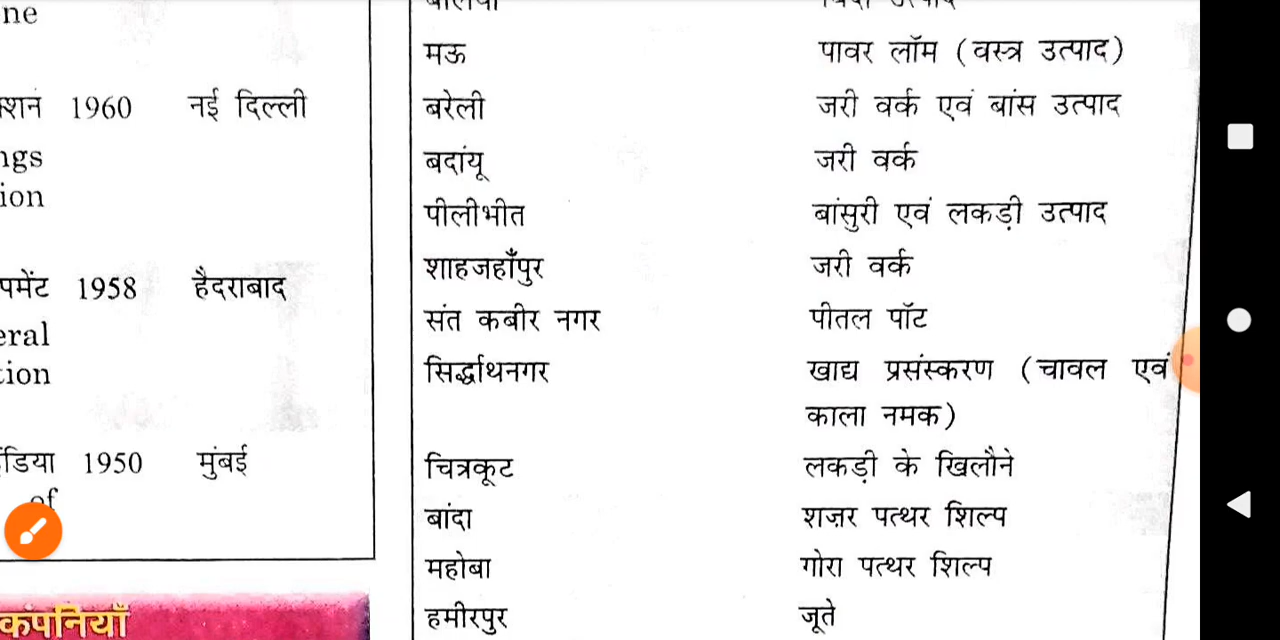 ne
1960 नई दिल्ली
ngs
ion
1958 हैदराबाद
eral
tion
1950 मुंबई
of
कंपनियाँ
मऊ पावर लॉम (वस्त्र उत्पाद)
बरेली जरी वर्क एवं बांस उत्पाद
बदांयू जरी वर्क
पीलीभीत बांसुरी एवं लकड़ी उत्पाद
शाहजहाँपुर जरी वर्क
संत कबीर नगर पीतल पॉट
सिर्द्धाथनगर खाद्य प्रसंस्करण (चावल एवं
काला नमक)
चित्रकूट लकड़ी के खिलौने
बांदा शज़र पत्थर शिल्प
महोबा गोरा पत्थर शिल्प
हमीरपुर जूते